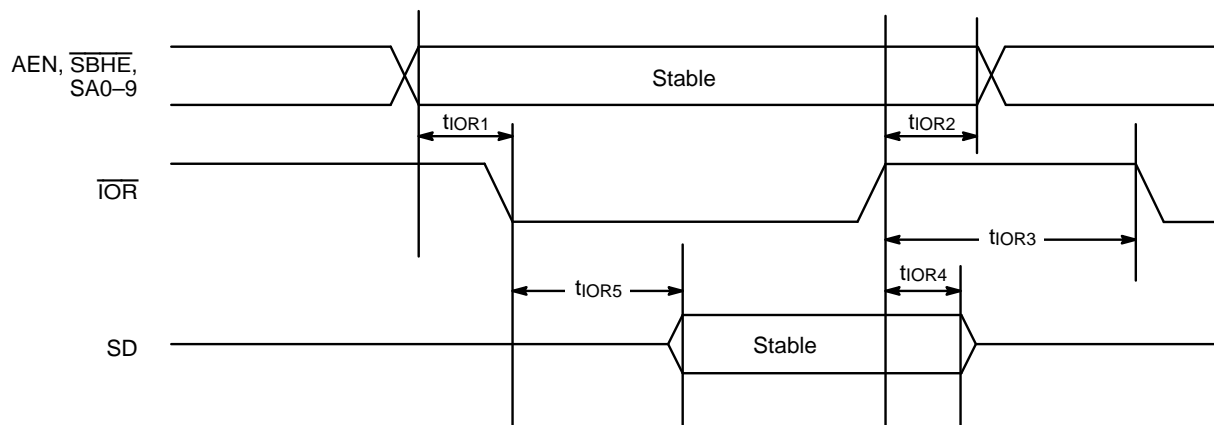 AEN, SBHE,
SA0–9
Stable
tIOR1
tIOR2
IOR
tIOR3
tIOR4
tIOR5
SD
Stable